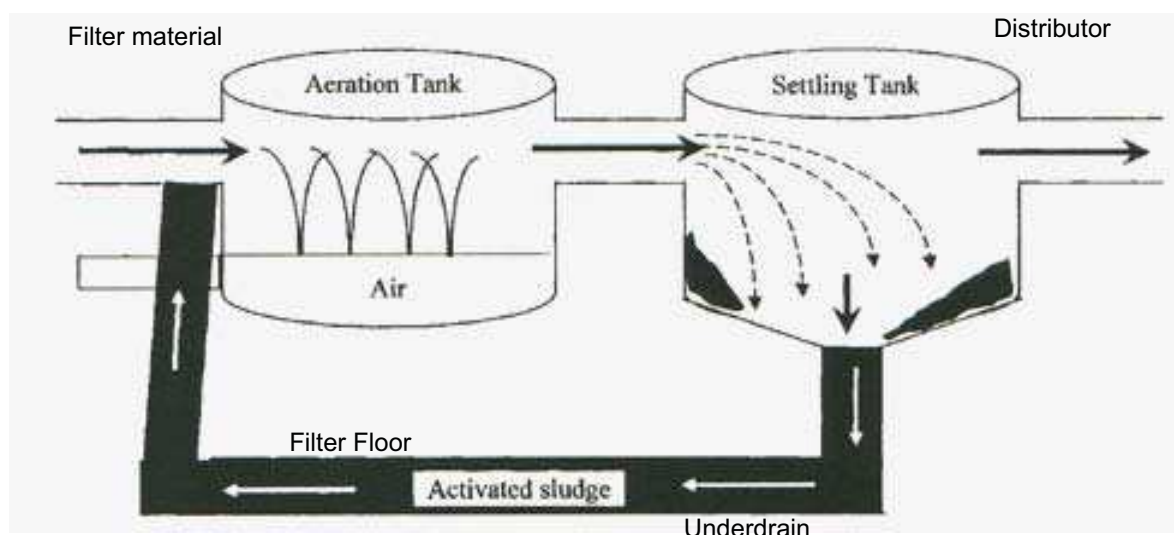 Filter material
Distributor
Aeration Tank
Settling Tank
Air
Filter Floor
Activated sludge
Underdrain